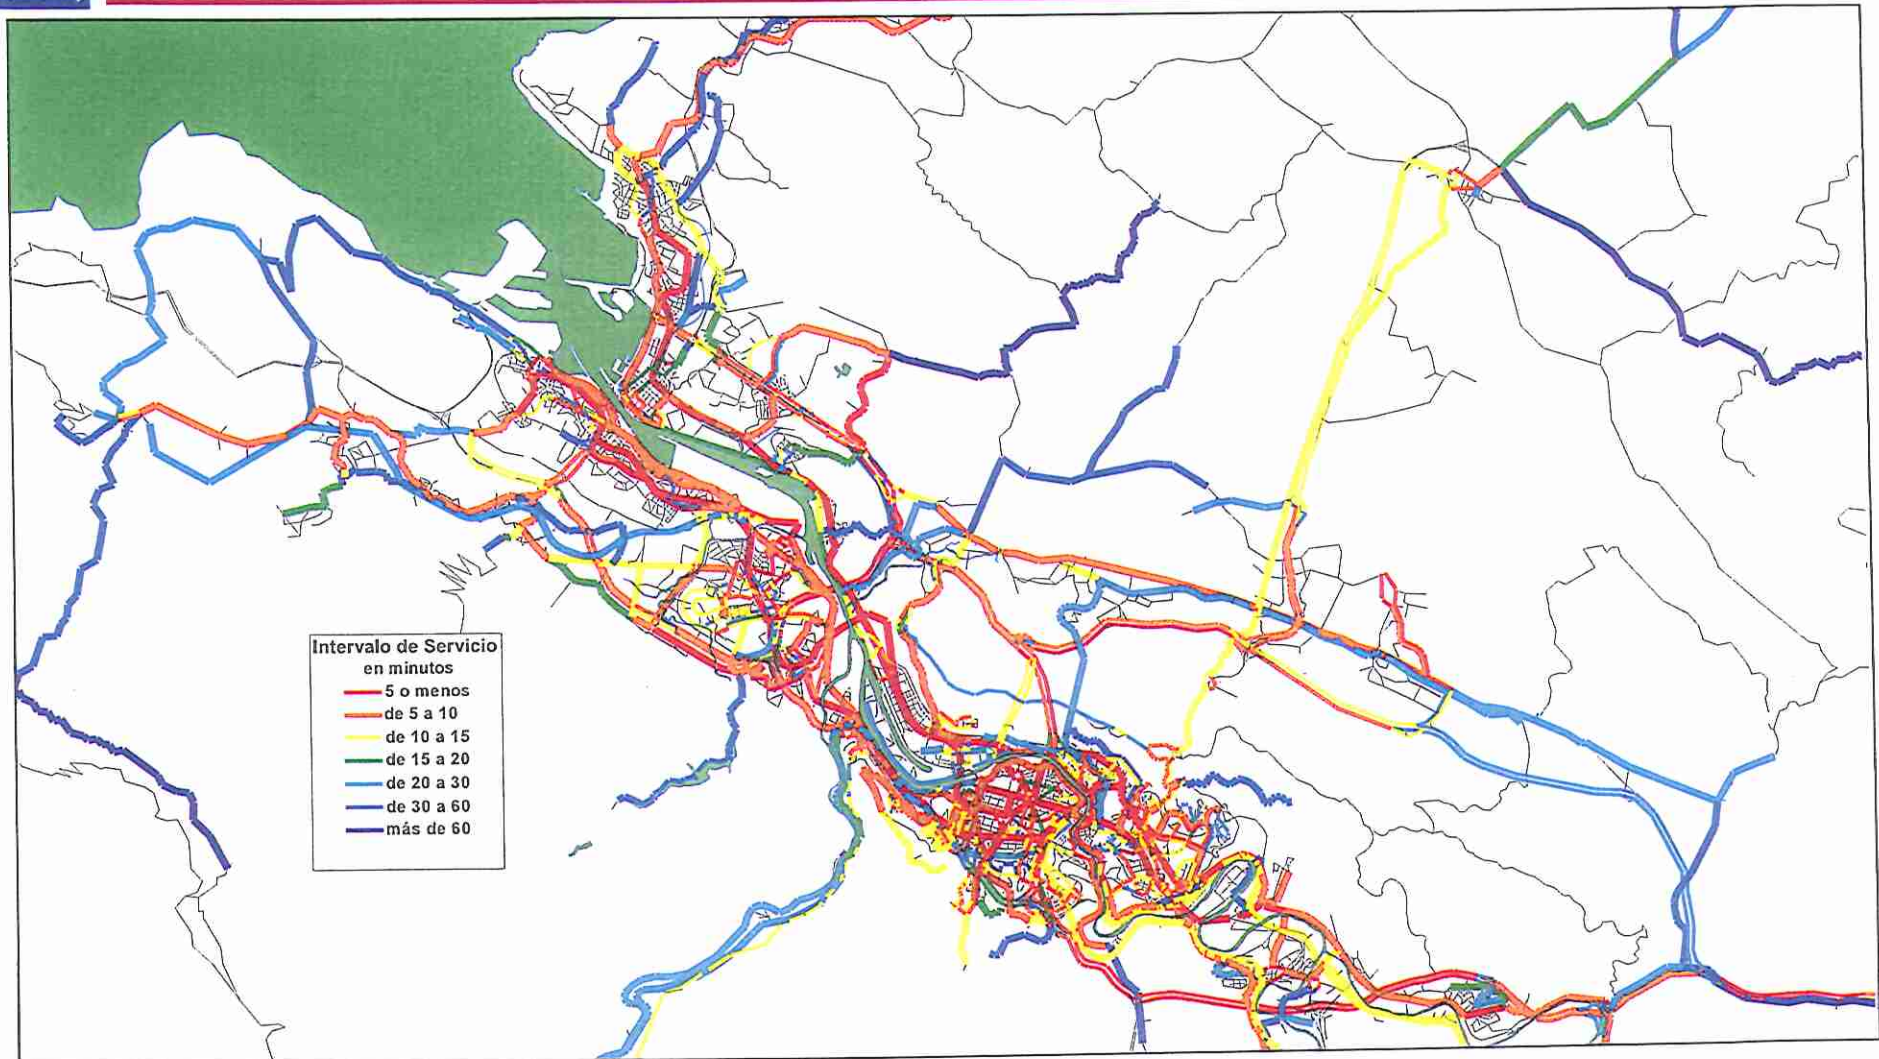 Intervalo de Servicio
en minutos
5 o menos
de 5 a 10
de 10 a 15
de 15 a 20
de 20 a 30
de 30 a 60
más de 60